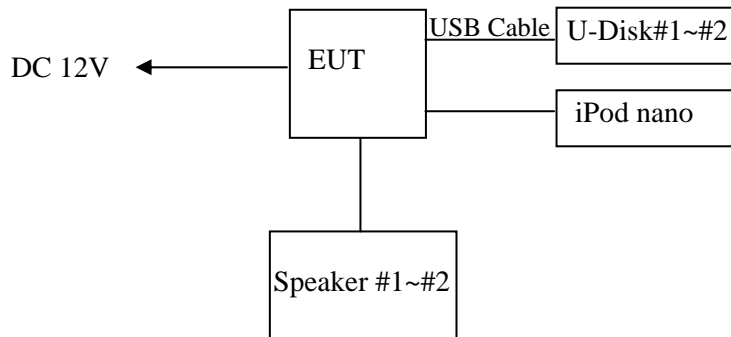 USB Cable
U-Disk#1~#2
DC 12V
EUT
iPod nano
Speaker #1~#2